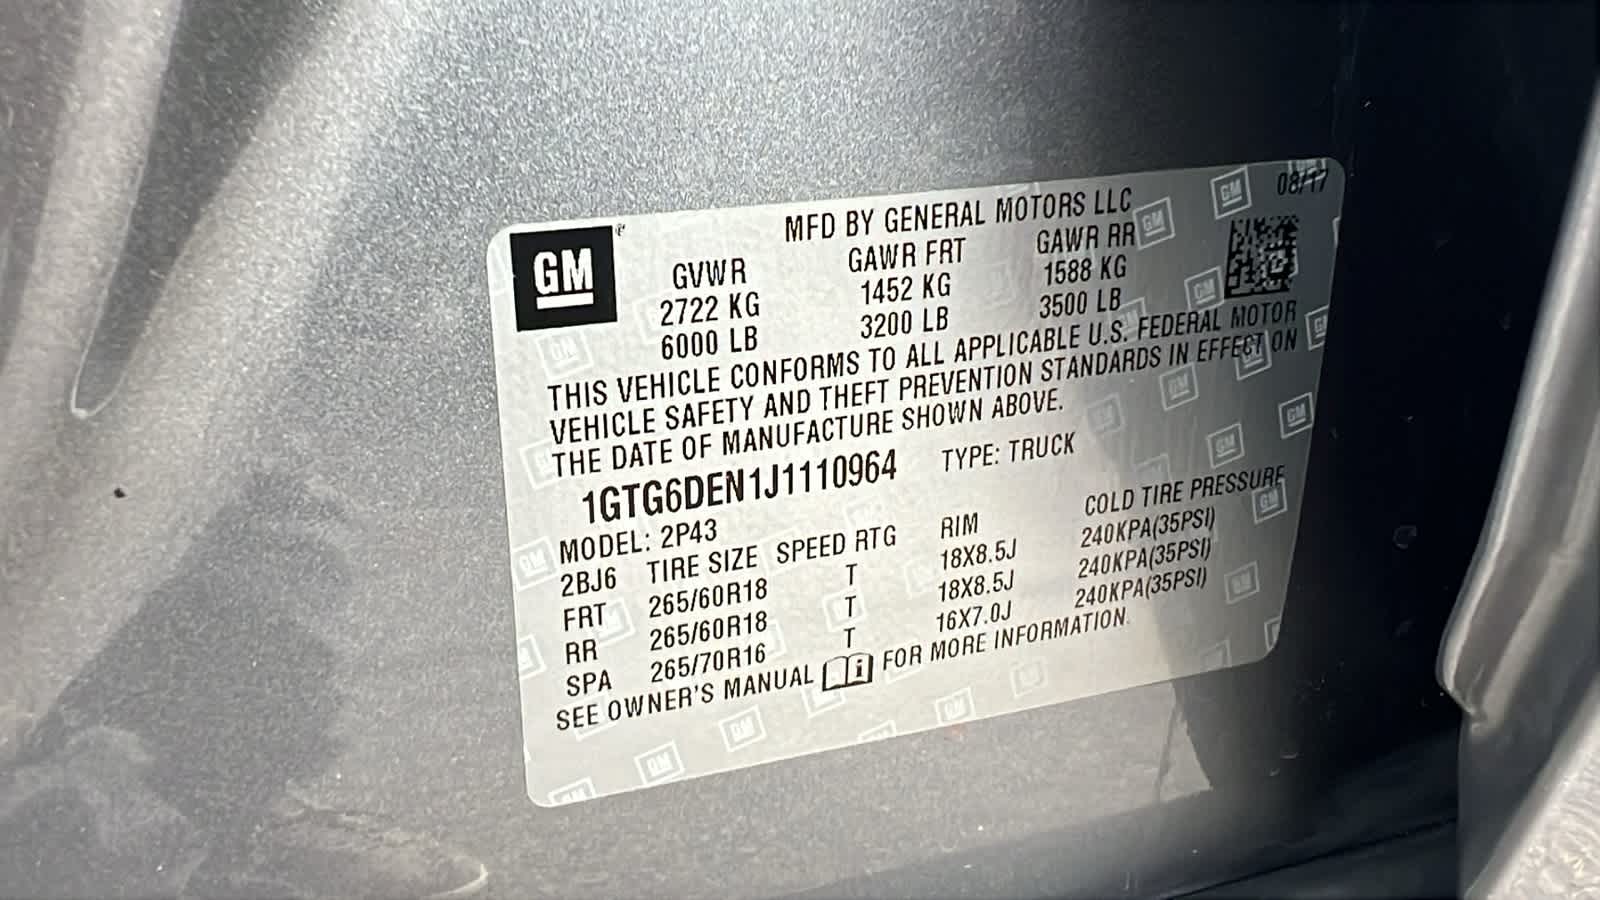 08/17
MFD BY GENERAL MOTORS LLC
GM
GVWR GAWR FRT GAWR RR
2722 KG 1452 KG 1588 KG
6000 LB 3200 LB 3500 LB
THIS VEHICLE CONFORMS TO ALL APPLICABLE U.S. FEDERAL MOTOR
VEHICLE SAFETY AND THEFT PREVENTION STANDARDS IN EFFECT ON
THE DATE OF MANUFACTURE SHOWN ABOVE.
1GTG6DEN1J1110964 TYPE: TRUCK
MODEL: 2P43
2BJ6 TIRE SIZE SPEED RTG RIM COLD TIRE PRESSURE
FRT 265/60R18 T 18X8.5J 240KPA(35PSI)
RR 265/60R18 T 18X8.5J 240KPA(35PSI)
SPA 265/70R16 T 16X7.0J 240KPA(35PSI)
SEE OWNER'S MANUAL i FOR MORE INFORMATION.